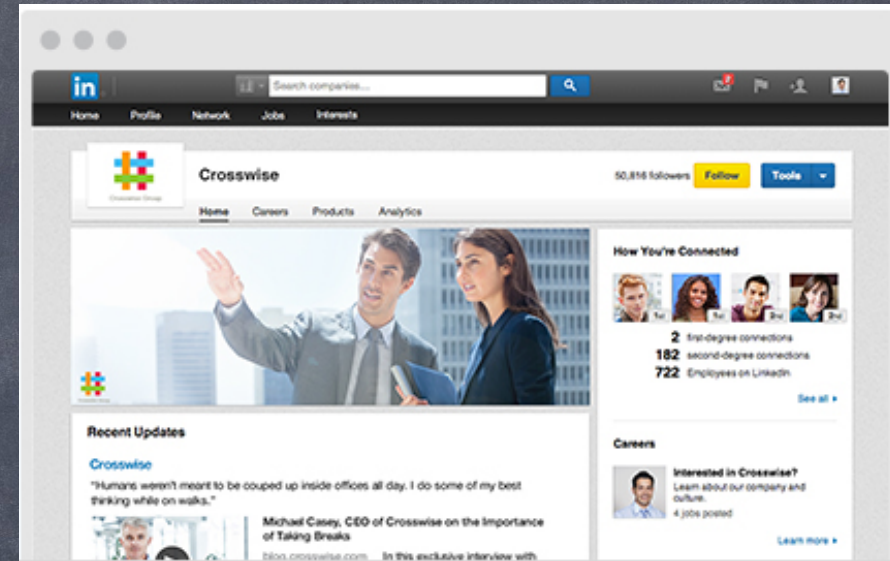 in
Search companies...
2
Home Profile Network Jobs Interests
Crosswise
50,816 followers Follow Tools
Crosswise Group
Home Careers Products Analytics
How You're Connected
1st 1st 2nd 2nd
2 first-degree connections
182 second-degree connections
722 Employees on LinkedIn
See all
Recent Updates
Crosswise
"Humans weren't meant to be couped up inside offices all day. I do some of my best
thinking while on walks."
Michael Casey, CEO of Crosswise on the Importance
of Taking Breaks
blog.crosswise.com In this exclusive interview with
Careers
Interested in Crosswise?
Learn about our company and
culture.
4 jobs posted
Learn more